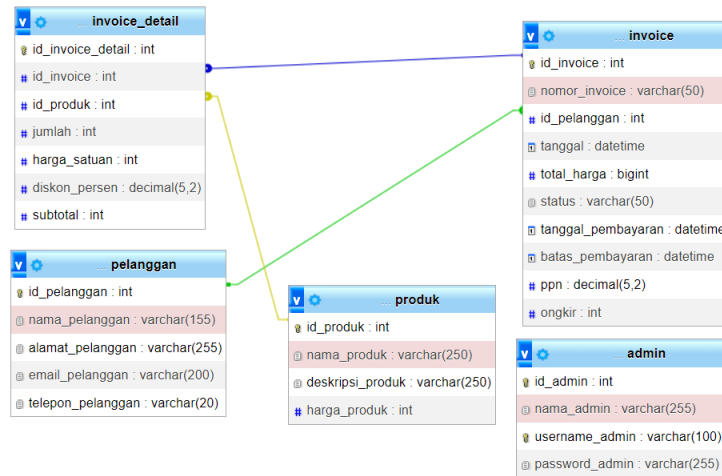 invoice_detail
id_invoice_detail : int
id_invoice : int
id_produk : int
jumlah : int
harga_satuan : int
diskon_persen : decimal(5,2)
subtotal : int
invoice
id_invoice : int
nomor_invoice : varchar(50)
id_pelanggan : int
tanggal : datetime
total_harga : bigint
status : varchar(50)
tanggal_pembayaran : datetime
batas_pembayaran : datetime
ppn : decimal(5,2)
ongkir : int
pelanggan
id_pelanggan : int
nama_pelanggan : varchar(155)
alamat_pelanggan : varchar(255)
email_pelanggan : varchar(200)
telepon_pelanggan : varchar(20)
produk
id_produk : int
nama_produk : varchar(250)
deskripsi_produk : varchar(250)
harga_produk : int
admin
id_admin : int
nama_admin : varchar(255)
username_admin : varchar(100)
password_admin : varchar(255)